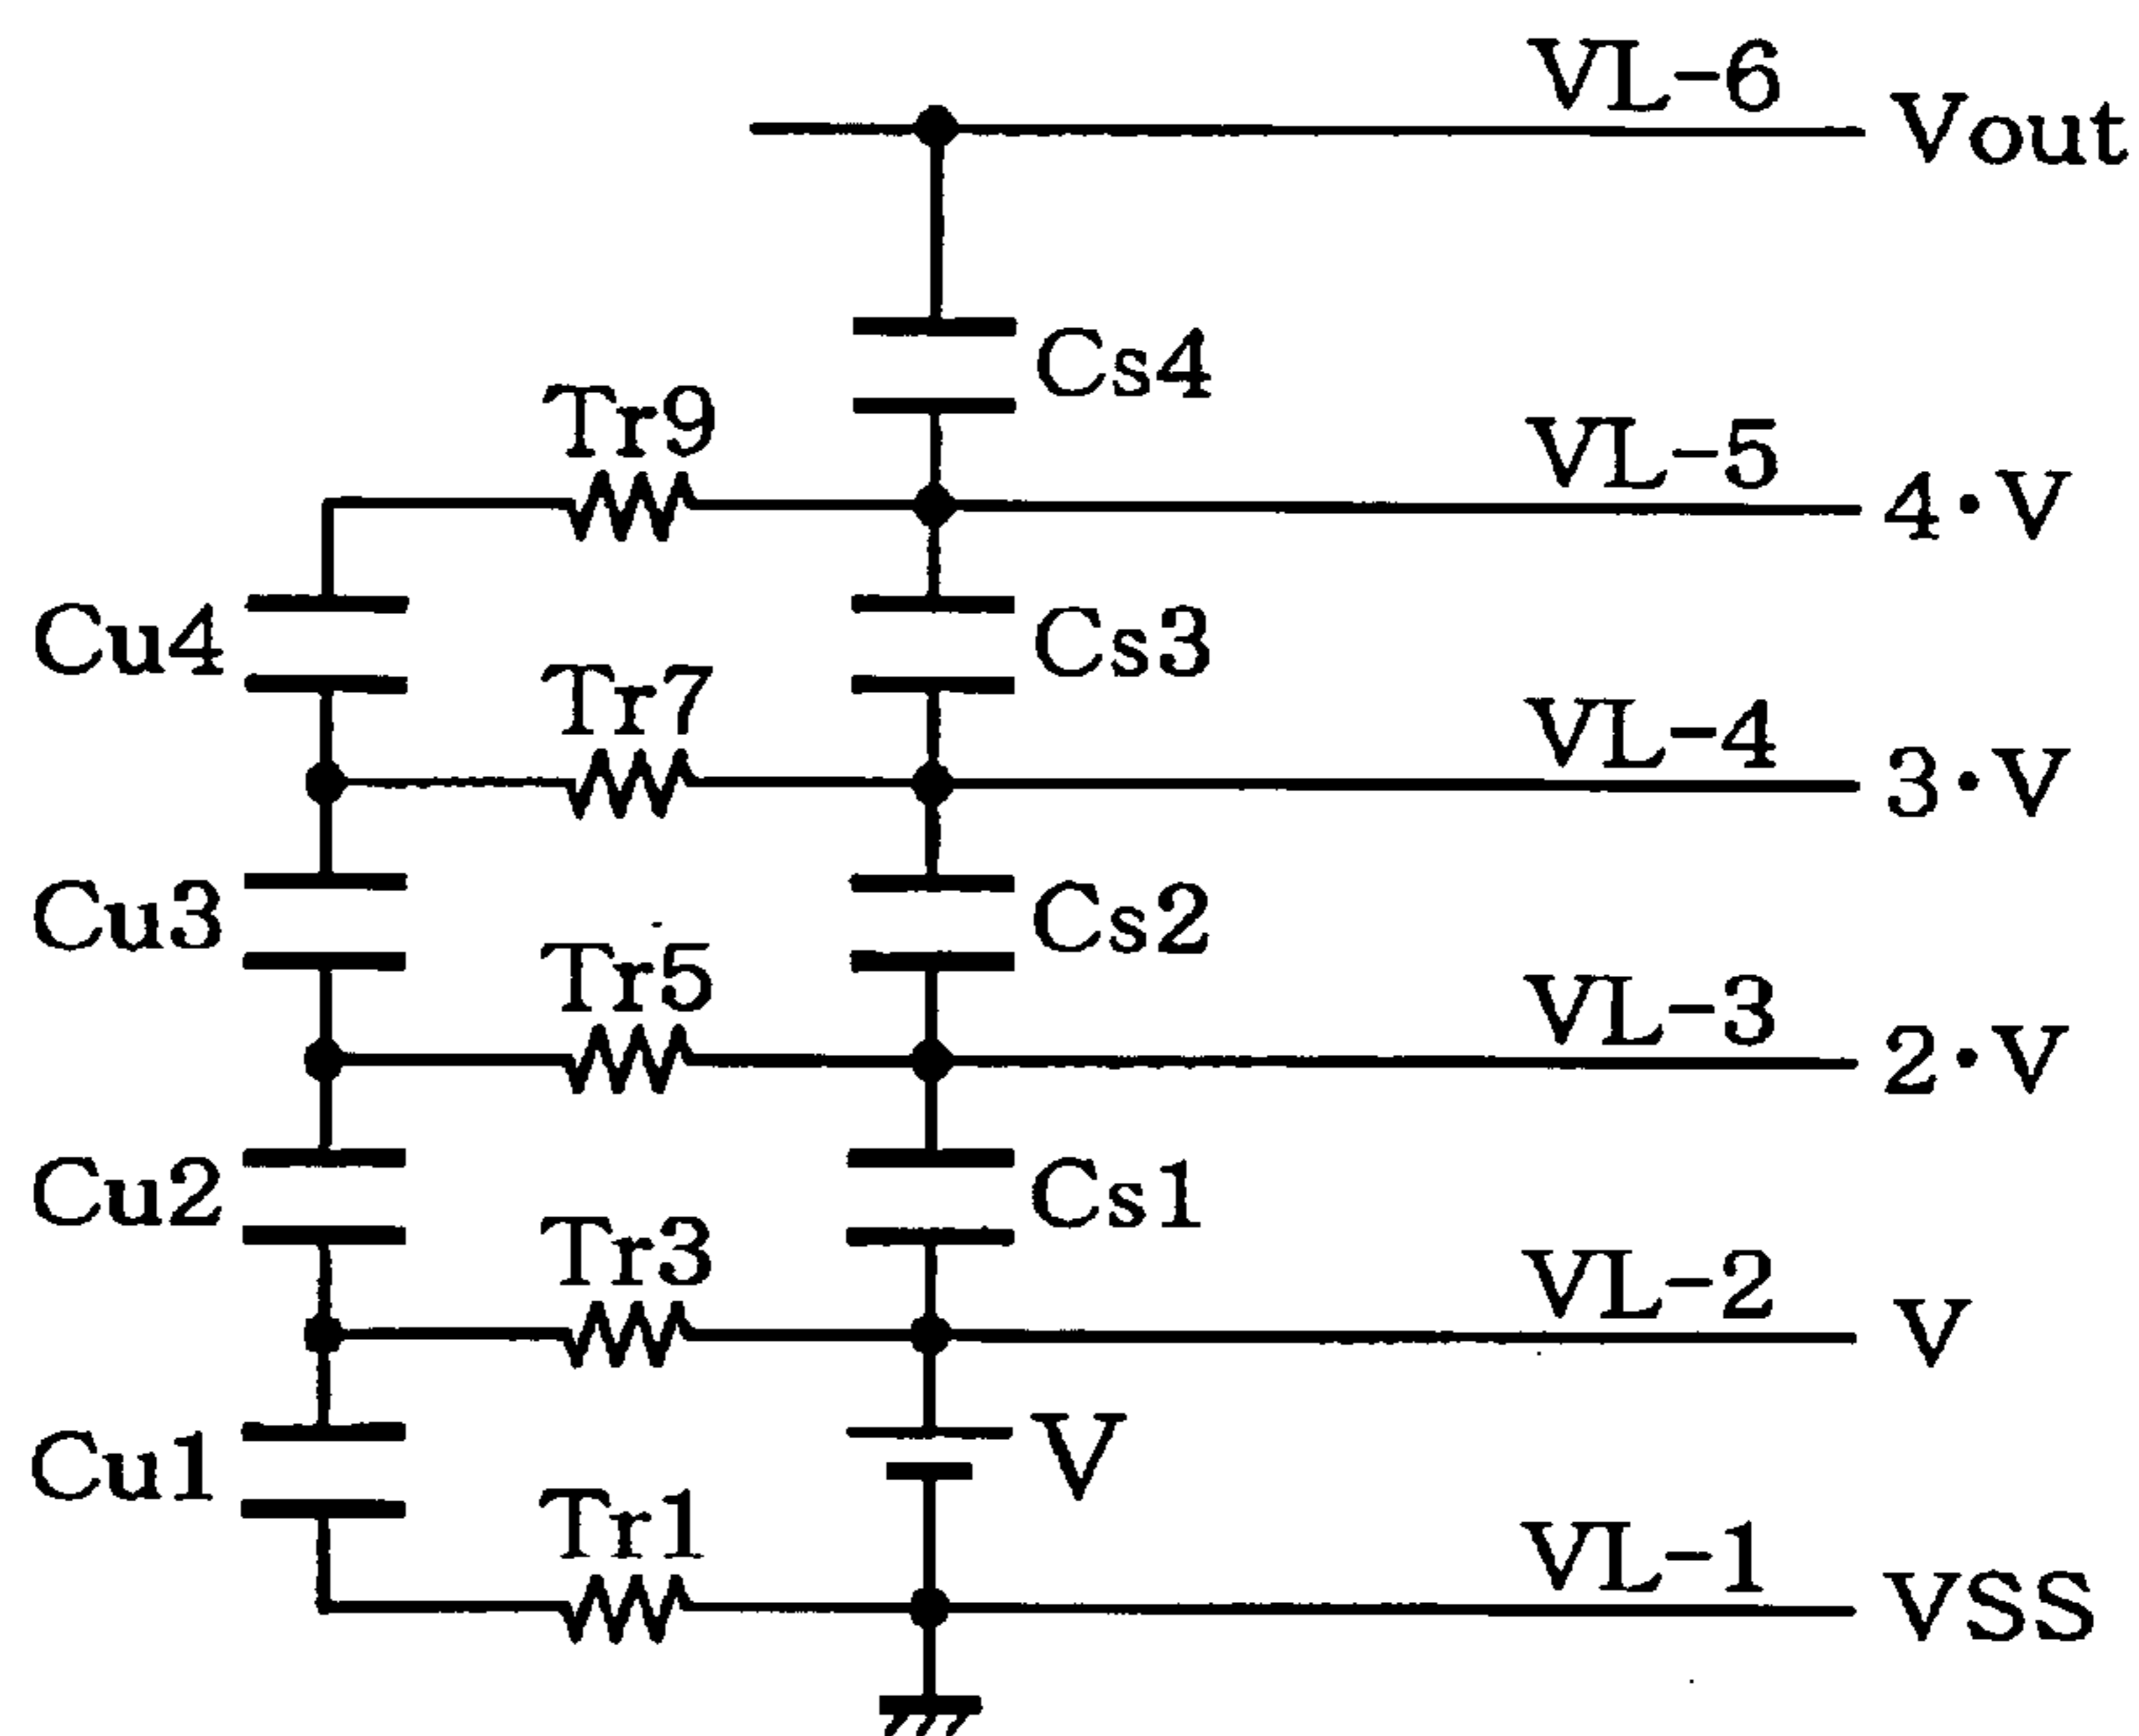 VL-6
Vout
Cs4
Tr9
VL-5
4·V
Cu4
Cs3
Tr7
VL-4
3·V
Cu3
Cs2
Tr5
VL-3
2·V
Cu2
Cs1
Tr3
VL-2
V
Cu1
V
Tr1
VL-1
VSS